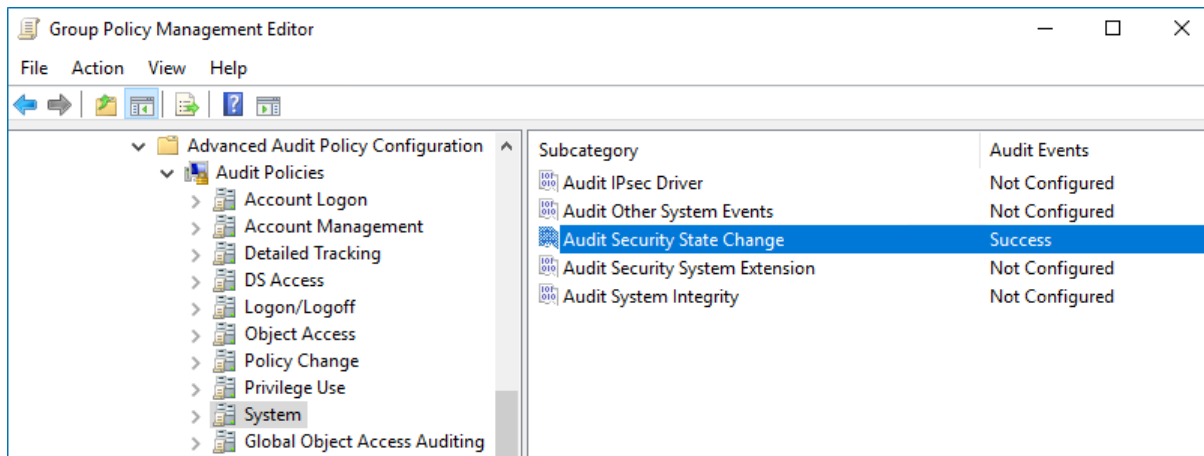 Group Policy Management Editor
File Action View Help
Advanced Audit Policy Configuration
Audit Policies
Account Logon
Account Management
Detailed Tracking
DS Access
Logon/Logoff
Object Access
Policy Change
Privilege Use
System
Global Object Access Auditing
Subcategory Audit Events
Audit IPsec Driver Not Configured
Audit Other System Events Not Configured
Audit Security State Change Success
Audit Security System Extension Not Configured
Audit System Integrity Not Configured